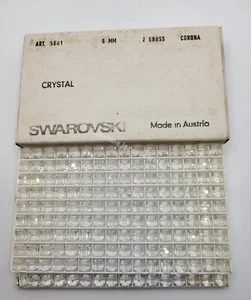 ART. 5601 6 MM 2 GROSS CORONA
CRYSTAL
SWAROVSKI Made in Austria